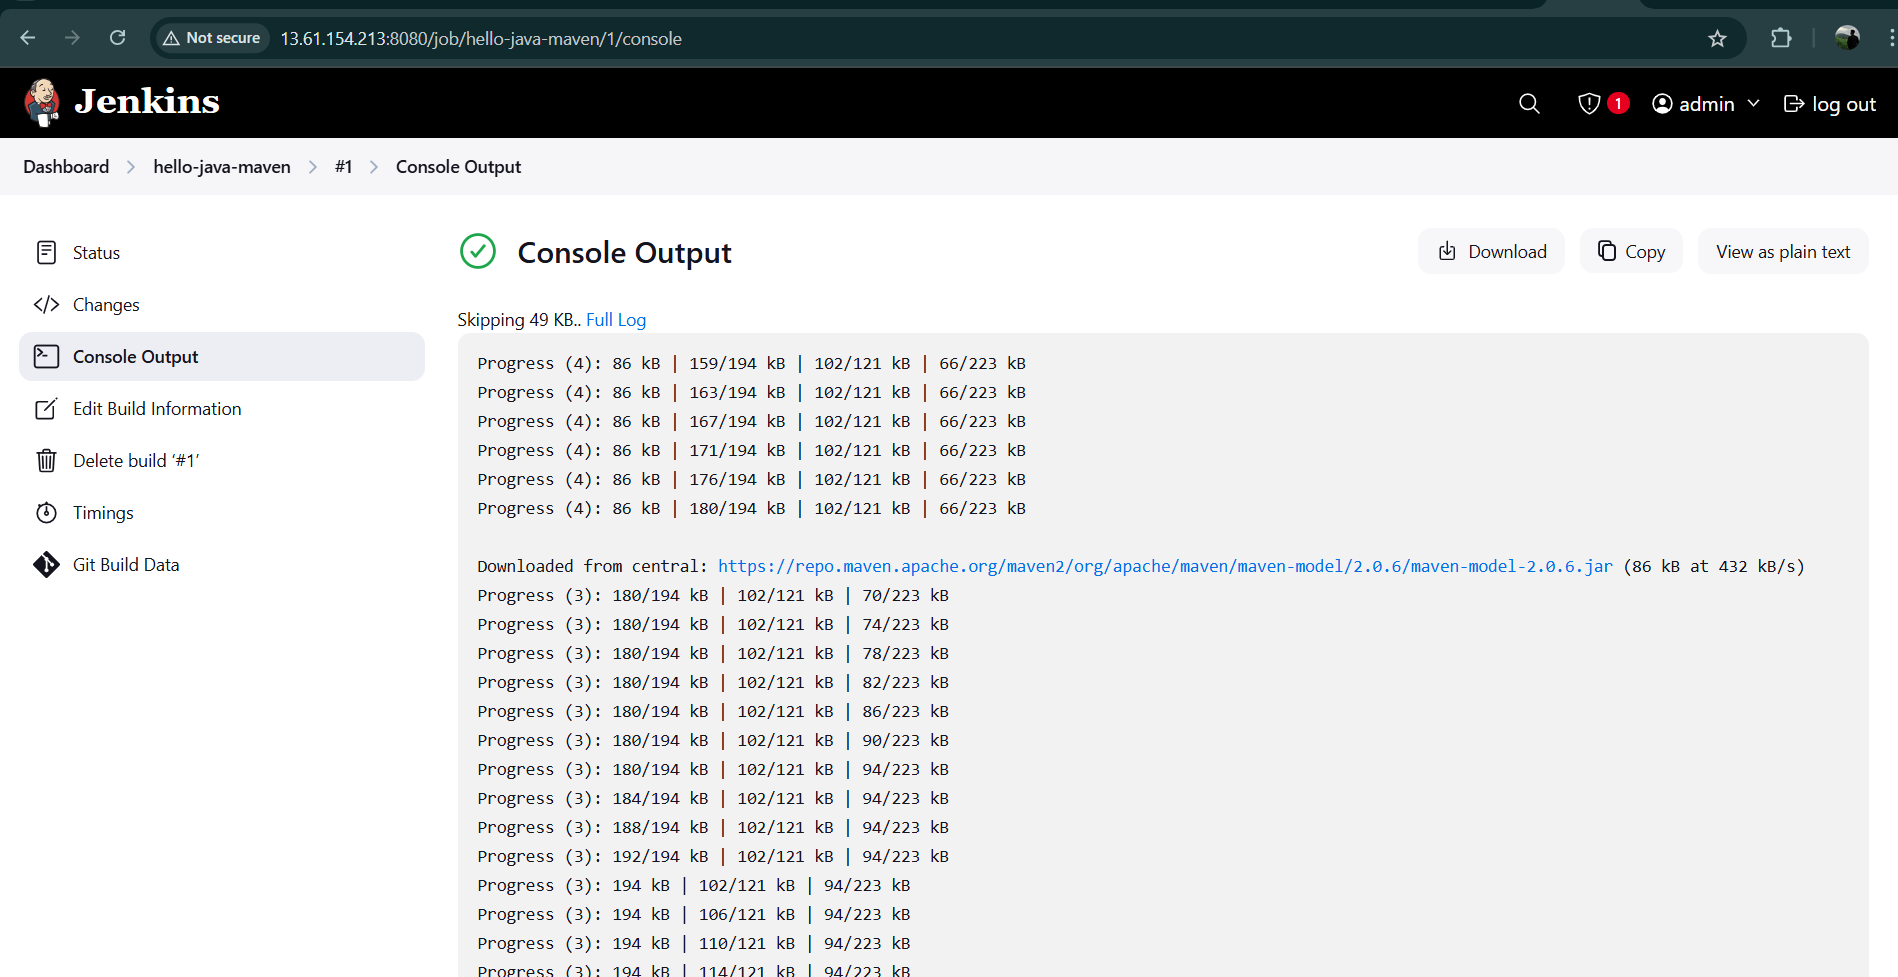 Not secure 13.61.154.213:8080/job/hello-java-maven/1/console
Jenkins 1 admin log out
Dashboard hello-java-maven #1 Console Output
Status
Changes
Console Output
Edit Build Information
Delete build ‘#1’
Timings
Git Build Data
Console Output Download Copy View as plain text
Skipping 49 KB.. Full Log
Progress (4): 86 kB | 159/194 kB | 102/121 kB | 66/223 kB
Progress (4): 86 kB | 163/194 kB | 102/121 kB | 66/223 kB
Progress (4): 86 kB | 167/194 kB | 102/121 kB | 66/223 kB
Progress (4): 86 kB | 171/194 kB | 102/121 kB | 66/223 kB
Progress (4): 86 kB | 176/194 kB | 102/121 kB | 66/223 kB
Progress (4): 86 kB | 180/194 kB | 102/121 kB | 66/223 kB
Downloaded from central: https://repo.maven.apache.org/maven2/org/apache/maven/maven-model/2.0.6/maven-model-2.0.6.jar (86 kB at 432 kB/s)
Progress (3): 180/194 kB | 102/121 kB | 70/223 kB
Progress (3): 180/194 kB | 102/121 kB | 74/223 kB
Progress (3): 180/194 kB | 102/121 kB | 78/223 kB
Progress (3): 180/194 kB | 102/121 kB | 82/223 kB
Progress (3): 180/194 kB | 102/121 kB | 86/223 kB
Progress (3): 180/194 kB | 102/121 kB | 90/223 kB
Progress (3): 180/194 kB | 102/121 kB | 94/223 kB
Progress (3): 184/194 kB | 102/121 kB | 94/223 kB
Progress (3): 188/194 kB | 102/121 kB | 94/223 kB
Progress (3): 192/194 kB | 102/121 kB | 94/223 kB
Progress (3): 194 kB | 102/121 kB | 94/223 kB
Progress (3): 194 kB | 106/121 kB | 94/223 kB
Progress (3): 194 kB | 110/121 kB | 94/223 kB
Progress (3): 194 kB | 114/121 kB | 94/223 kB